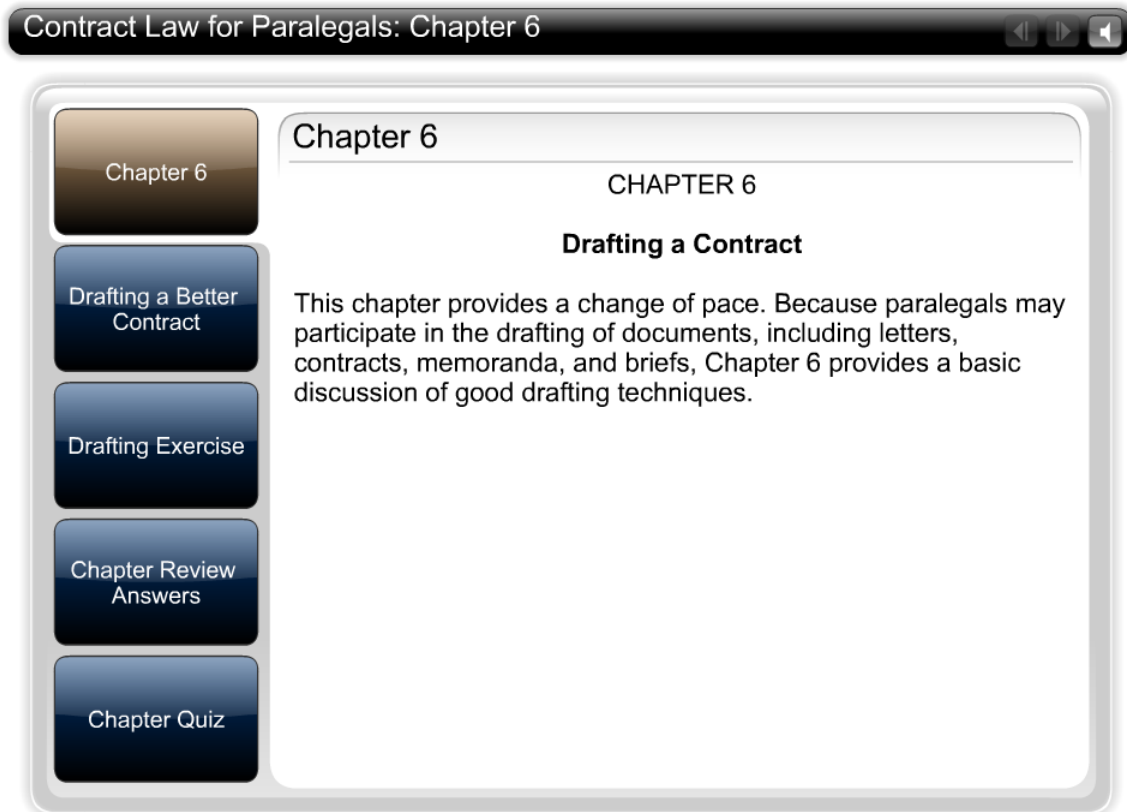 Contract Law for Paralegals: Chapter 6
Chapter 6
Drafting a Better
Contract
Drafting Exercise
Chapter Review
Answers
Chapter Quiz
Chapter 6
CHAPTER 6
Drafting a Contract
This chapter provides a change of pace. Because paralegals may
participate in the drafting of documents, including letters,
contracts, memoranda, and briefs, Chapter 6 provides a basic
discussion of good drafting techniques.